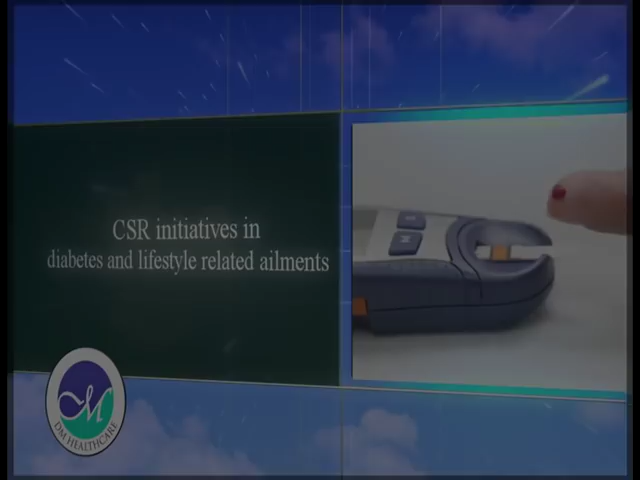 CSR initiatives in
diabetes and lifestyle related ailments
M
DM HEALTHCARE